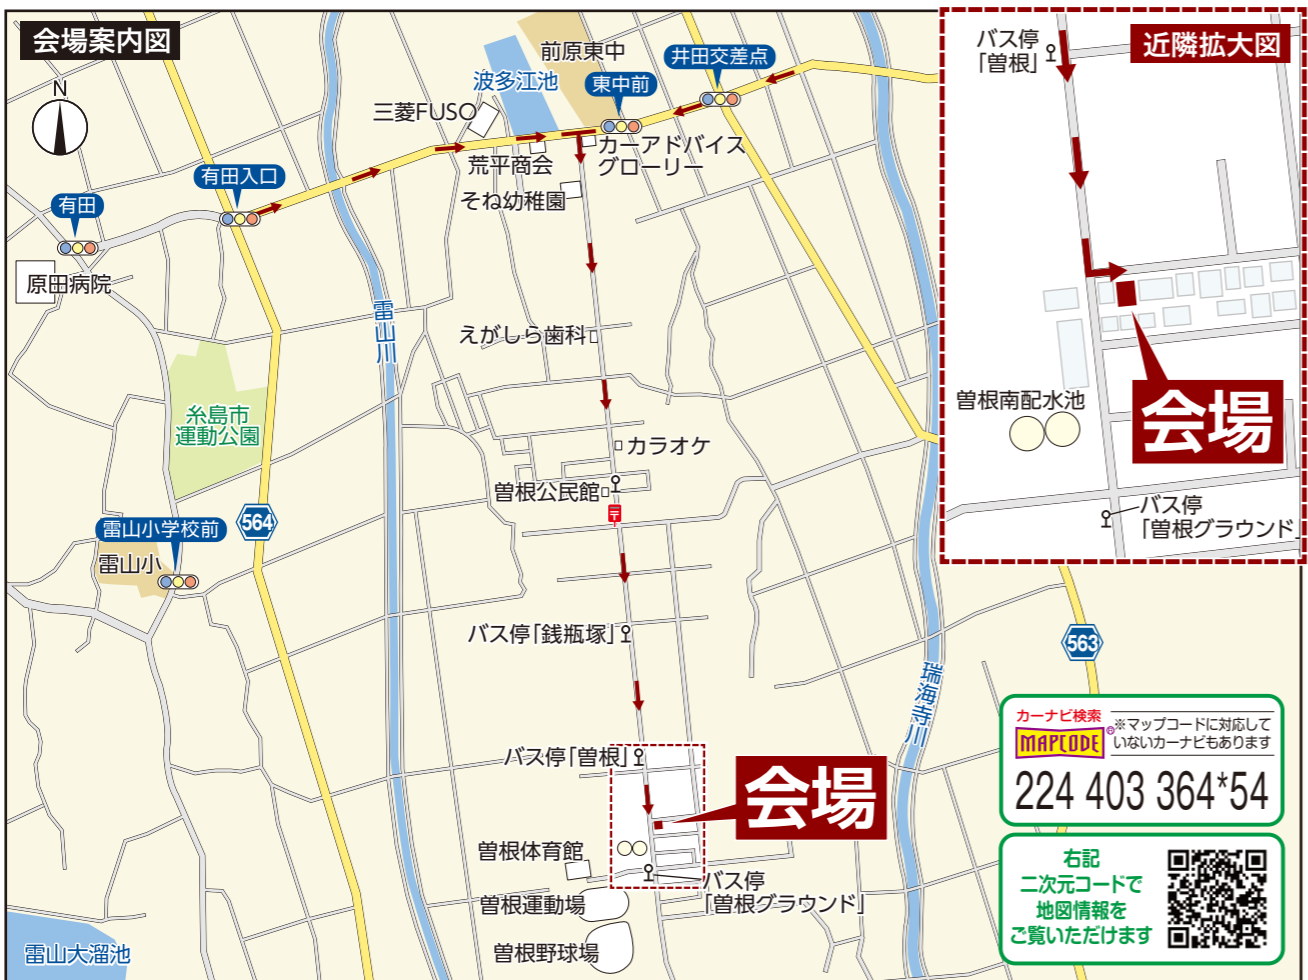 会場案内図
N
前原東中
井田交差点
波多江池
東中前
三菱FUSO
カーアドバイス
グローリー
荒平商会
そね幼稚園
有田入口
有田
原田病院
雷山川
えがしら歯科
糸島市
運動公園
カラオケ
曽根公民館
〒
564
雷山小学校前
雷山小
バス停「銭瓶塚」
瑞海寺川
563
バス停「曽根」
会場
曽根体育館
バス停
「曽根グラウンド」
曽根運動場
曽根野球場
雷山大溜池
近隣拡大図
バス停
「曽根」
曽根南配水池
会場
バス停
「曽根グラウンド
カーナビ検索
MAPCODE®
※マップコードに対応して
いないカーナビもあります
224 403 364*54
右記
二次元コードで
地図情報を
ご覧いただけます